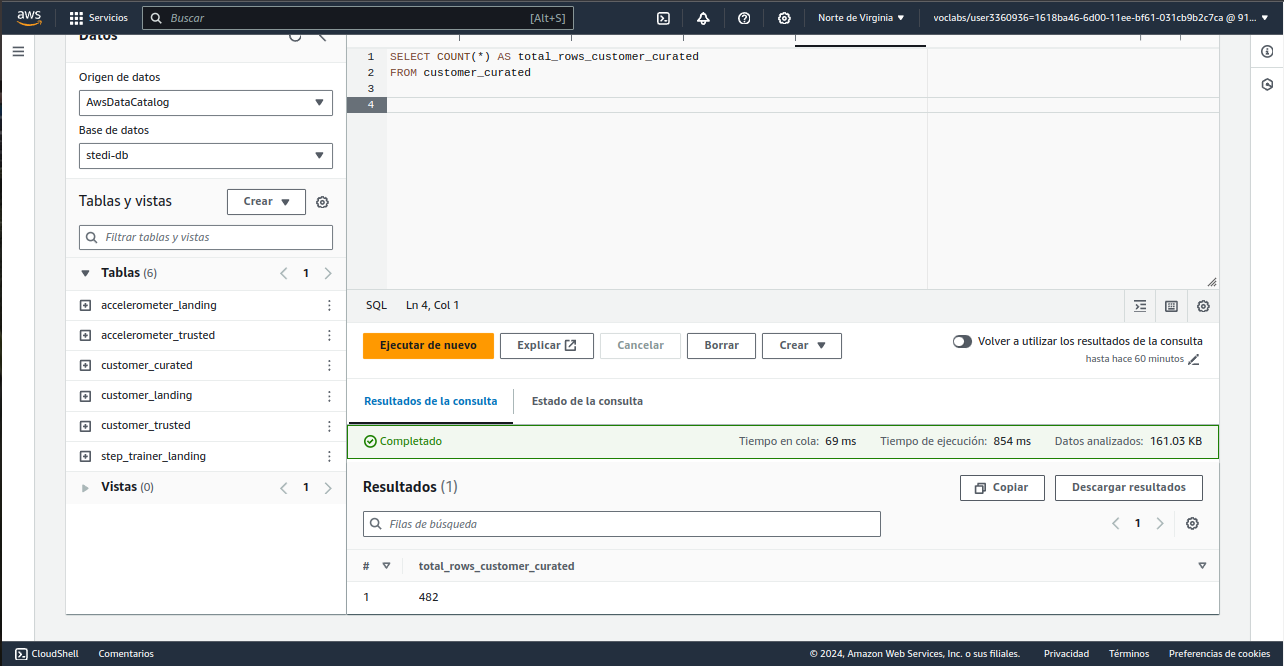 aws Servicios Buscar [Alt+S] Norte de Virginia voclabs/user3360936=1618ba46-6d00-11ee-bf61-031cb9b2c7ca @ 91...
Datos
Origen de datos
AwsDataCatalog
Base de datos
stedi-db
Tablas y vistas
Crear
Filtrar tablas y vistas
Tablas (6) 1
accelerometer_landing
accelerometer_trusted
customer_curated
customer_landing
customer_trusted
step_trainer_landing
Vistas (0) 1
1 SELECT COUNT(*) AS total_rows_customer_curated
2 FROM customer_curated
3
4
SQL Ln 4, Col 1
Ejecutar de nuevo Explicar Cancelar Borrar Crear
Volver a utilizar los resultados de la consulta
hasta hace 60 minutos
Resultados de la consulta Estado de la consulta
Completado Tiempo en cola: 69 ms Tiempo de ejecución: 854 ms Datos analizados: 161.03 KB
Resultados (1) Copiar Descargar resultados
Filas de búsqueda 1
# total_rows_customer_curated
1 482
CloudShell Comentarios © 2024, Amazon Web Services, Inc. o sus filiales. Privacidad Términos Preferencias de cookies